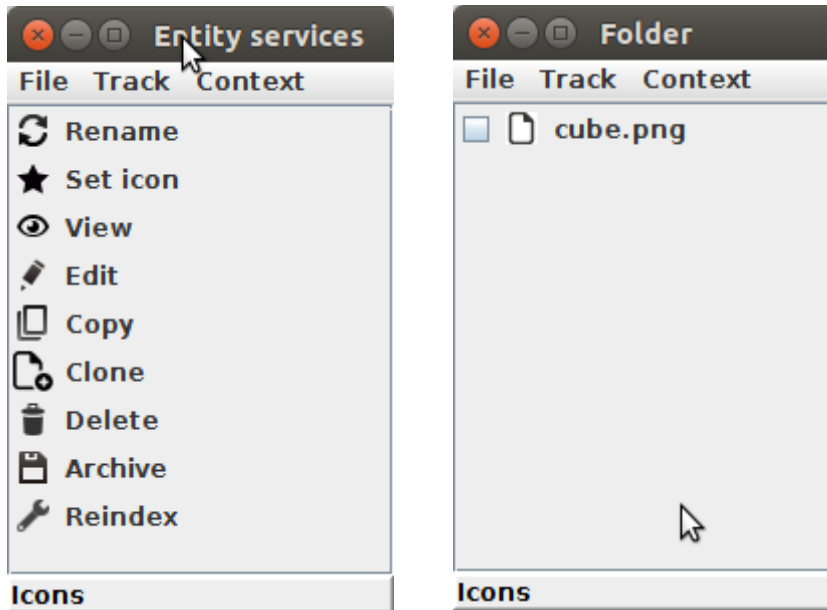 Entity services
File Track Context
Rename
Set icon
View
Edit
Copy
Clone
Delete
Archive
Reindex
Icons
Folder
File Track Context
cube.png
Icons